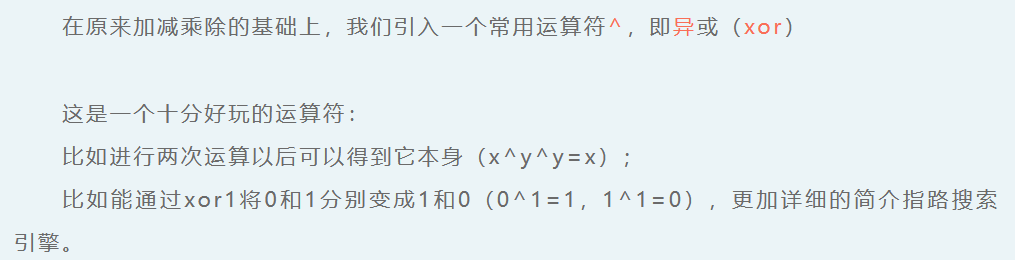 在原来加减乘除的基础上，我们引入一个常用运算符^，即异或（xor）
这是一个十分好玩的运算符：
比如进行两次运算以后可以得到它本身（x^y^y=x）；
比如能通过xor1将0和1分别变成1和0（0^1=1，1^1=0），更加详细的简介指路搜索
引擎。